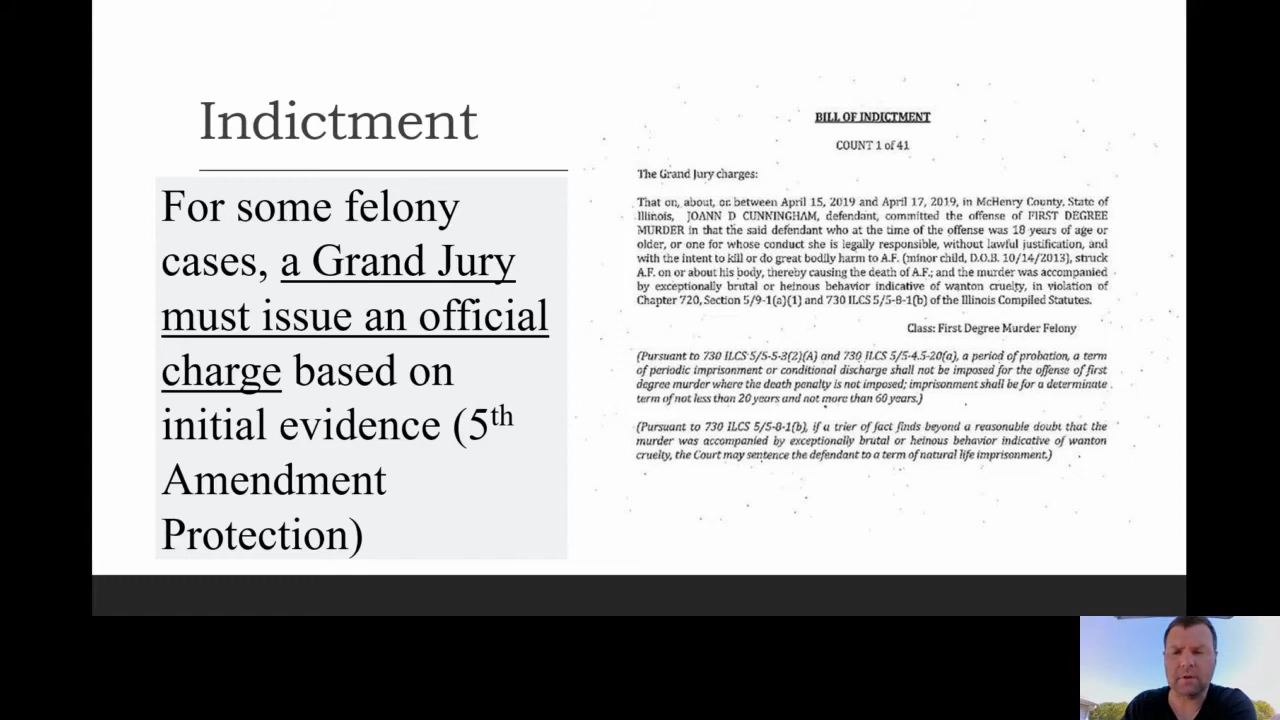 Indictment
For some felony
cases, a Grand Jury
must issue an official
charge based on
initial evidence (5th
Amendment
Protection)
BILL OF INDICTMENT
COUNT 1 of 41
The Grand Jury charges:
That on, about, or between April 15, 2019 and April 17, 2019, in McHenry County, State of
Illinois, JOANN D CUNNINGHAM, defendant, committed the offense of FIRST DEGREE
MURDER in that the said defendant who at the time of the offense was 18 years of age or
older, or one for whose conduct she is legally responsible, without lawful justification, and
with the intent to kill or do great bodily harm to A.F. (minor child, D.O.B. 10/14/2013), struck
A.F. on or about his body, thereby causing the death of A.F.; and the murder was accompanied
by exceptionally brutal or heinous behavior indicative of wanton cruelty, in violation of
Chapter 720, Section 5/9-1(a)(1) and 730 ILCS 5/5-8-1(b) of the Illinois Compiled Statutes.
Class: First Degree Murder Felony
(Pursuant to 730 ILCS 5/5-5-3(2)(A) and 730 ILCS 5/5-4.5-20(a), a period of probation, a term
of periodic imprisonment or conditional discharge shall not be imposed for the offense of first
degree murder where the death penalty is not imposed; imprisonment shall be for a determinate
term of not less than 20 years and not more than 60 years.)
(Pursuant to 730 ILCS 5/5-8-1(b), if a trier of fact finds beyond a reasonable doubt that the
murder was accompanied by exceptionally brutal or heinous behavior indicative of wanton
cruelty, the Court may sentence the defendant to a term of natural life imprisonment.)